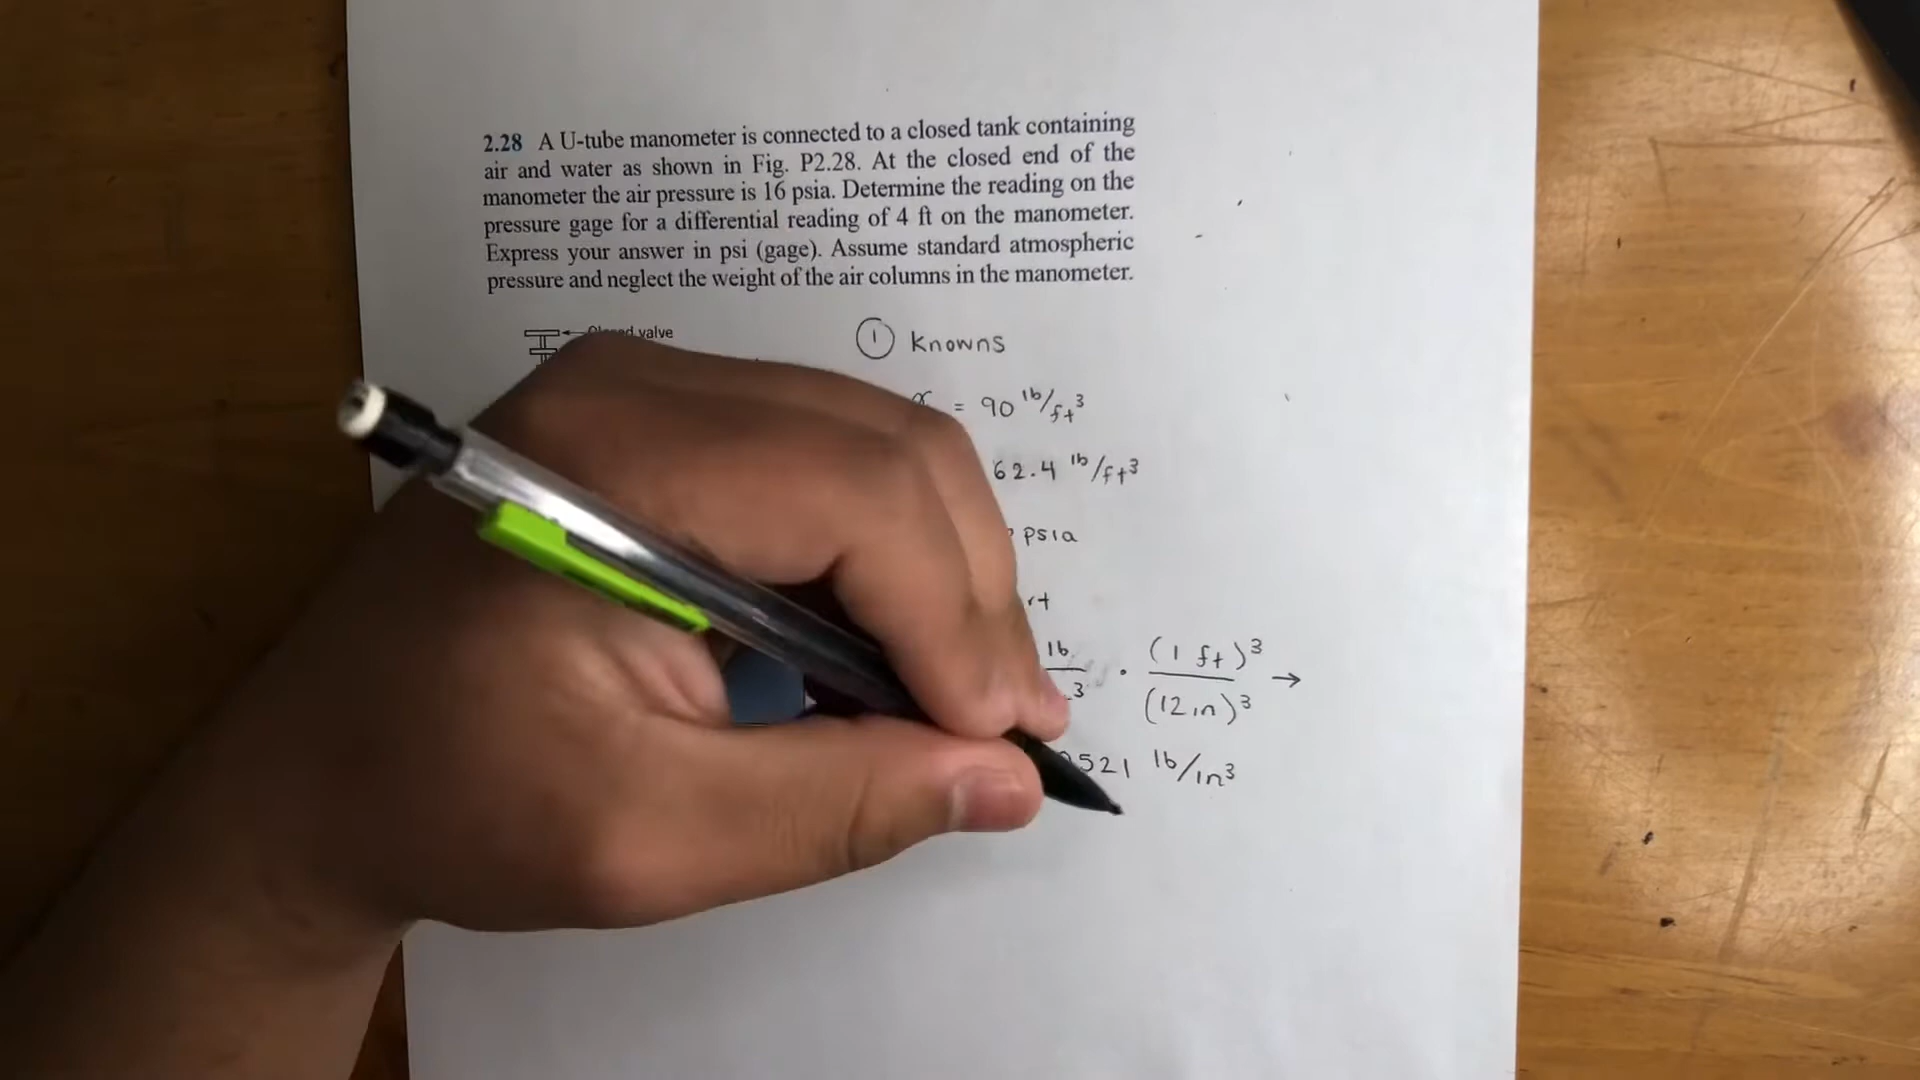 2.28 A U-tube manometer is connected to a closed tank containing
air and water as shown in Fig. P2.28. At the closed end of the
manometer the air pressure is 16 psia. Determine the reading on the
pressure gage for a differential reading of 4 ft on the manometer.
Express your answer in psi (gage). Assume standard atmospheric
pressure and neglect the weight of the air columns in the manometer.
valve
1 Knowns
= 90 lb/ft³
62.4 lb/ft³
psia
lb · (1 ft)³ →
(12 in)³
521 lb/in³